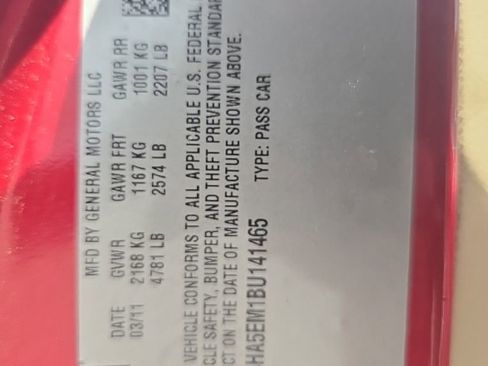 MFD BY GENERAL MOTORS LLC
DATE GVWR GAWR FRT GAWR RR
03/11 2168 KG 1167 KG 1001 KG
4781 LB 2574 LB 2207 LB
VEHICLE CONFORMS TO ALL APPLICABLE U.S. FEDERAL
CLE SAFETY, BUMPER, AND THEFT PREVENTION STANDAR
CT ON THE DATE OF MANUFACTURE SHOWN ABOVE.
HA5EM1BU141465 TYPE: PASS CAR